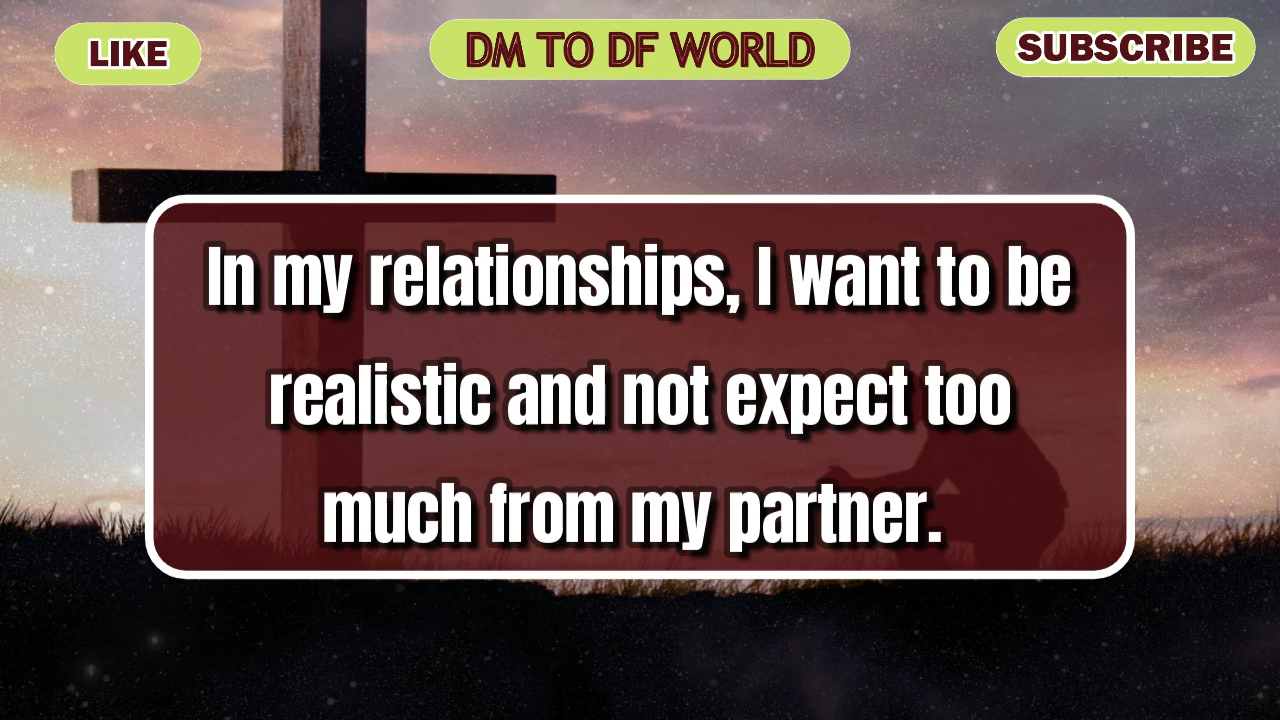 LIKE
DM TO DF WORLD
SUBSCRIBE
In my relationships, I want to be
realistic and not expect too
much from my partner.